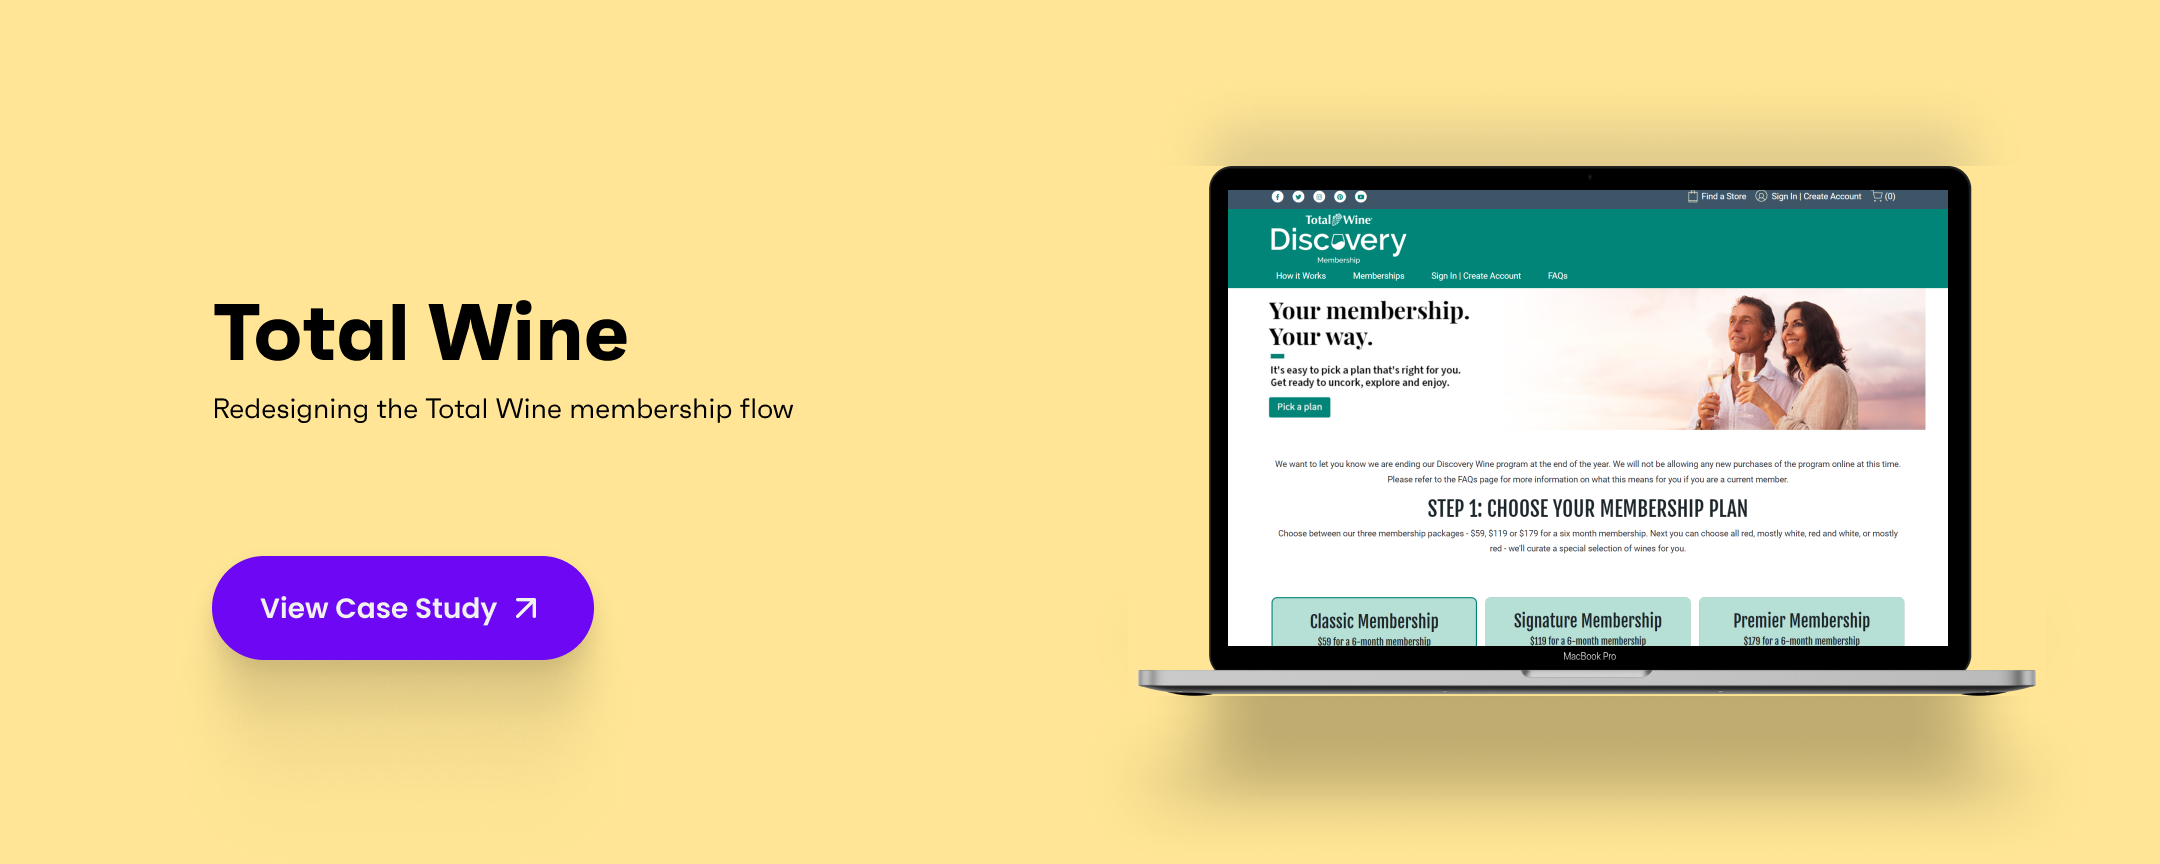 Total Wine
Redesigning the Total Wine membership flow
View Case Study
Find a Store
Sign In | Create Account
(0)
Total Wine
Discovery
Membership
How it Works
Memberships
Sign In | Create Account
FAQs
Your membership.
Your way.
It's easy to pick a plan that's right for you.
Get ready to uncork, explore and enjoy.
Pick a plan
We want to let you know we are ending our Discovery Wine program at the end of the year. We will not be allowing any new purchases of the program online at this time.
Please refer to the FAQs page for more information on what this means for you if you are a current member.
STEP 1: CHOOSE YOUR MEMBERSHIP PLAN
Choose between our three membership packages - $59, $119 or $179 for a six month membership. Next you can choose all red, mostly white, red and white, or mostly
red - we'll curate a special selection of wines for you.
Classic Membership
$59 for a 6-month membership
Signature Membership
$119 for a 6-month membership
Premier Membership
$179 for a 6-month membership
MacBook Pro